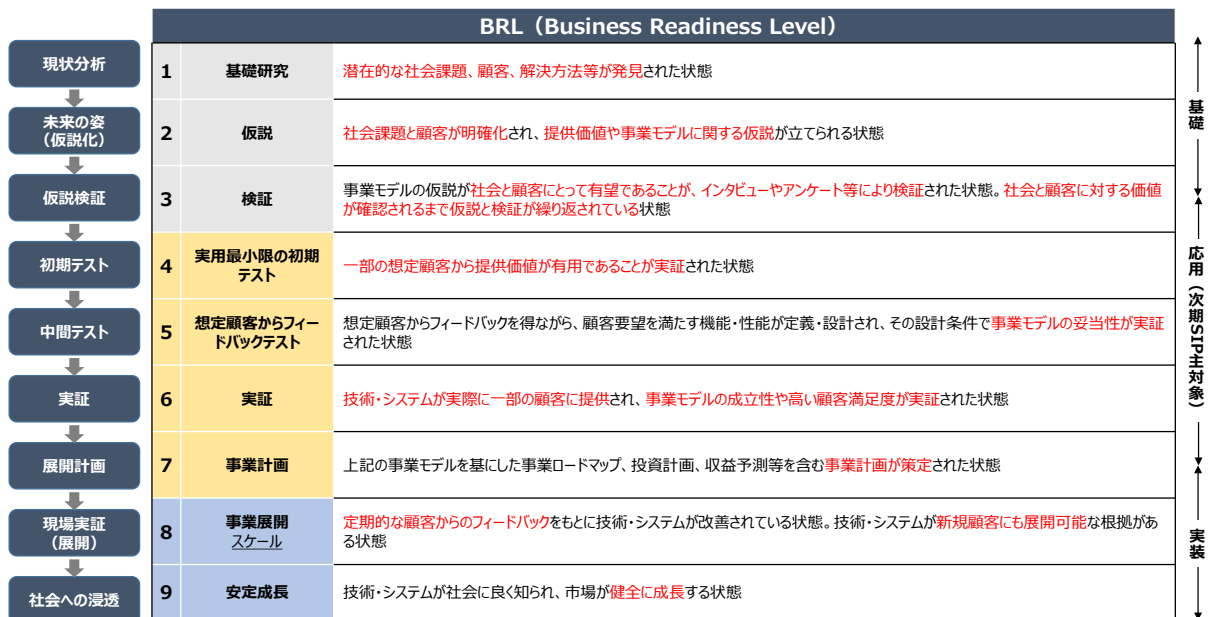 BRL（Business Readiness Level）
現状分析
1
基礎研究
潜在的な社会課題、顧客、解決方法等が発見された状態
未来の姿
（仮説化）
2
仮説
社会課題と顧客が明確化され、提供価値や事業モデルに関する仮説が立てられる状態
仮説検証
3
検証
事業モデルの仮説が社会と顧客にとって有望であることが、インタビューやアンケート等により検証された状態。社会と顧客に対する価値
が確認されるまで仮説と検証が繰り返されている状態
初期テスト
4
実用最小限の初期
テスト
一部の想定顧客から提供価値が有用であることが実証された状態
中間テスト
5
想定顧客からフィー
ドバックテスト
想定顧客からフィードバックを得ながら、顧客要望を満たす機能・性能が定義・設計され、その設計条件で事業モデルの妥当性が実証
された状態
実証
6
実証
技術・システムが実際に一部の顧客に提供され、事業モデルの成立性や高い顧客満足度が実証された状態
展開計画
7
事業計画
上記の事業モデルを基にした事業ロードマップ、投資計画、収益予測等を含む事業計画が策定された状態
現場実証
（展開）
8
事業展開
スケール
定期的な顧客からのフィードバックをもとに技術・システムが改善されている状態。技術・システムが新規顧客にも展開可能な根拠があ
る状態
社会への浸透
9
安定成長
技術・システムが社会に良く知られ、市場が健全に成長する状態
基礎
応用（次期SIP主対象）
実装